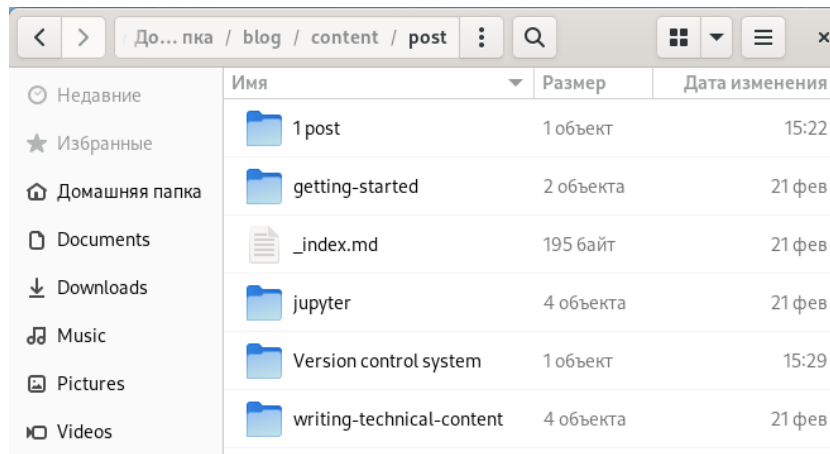 До… пка / blog / content / post
Имя Размер Дата изменения
Недавние
Избранные
Домашняя папка
Documents
Downloads
Music
Pictures
Videos
1 post 1 объект 15:22
getting-started 2 объекта 21 фев
_index.md 195 байт 21 фев
jupyter 4 объекта 21 фев
Version control system 1 объект 15:29
writing-technical-content 4 объекта 21 фев